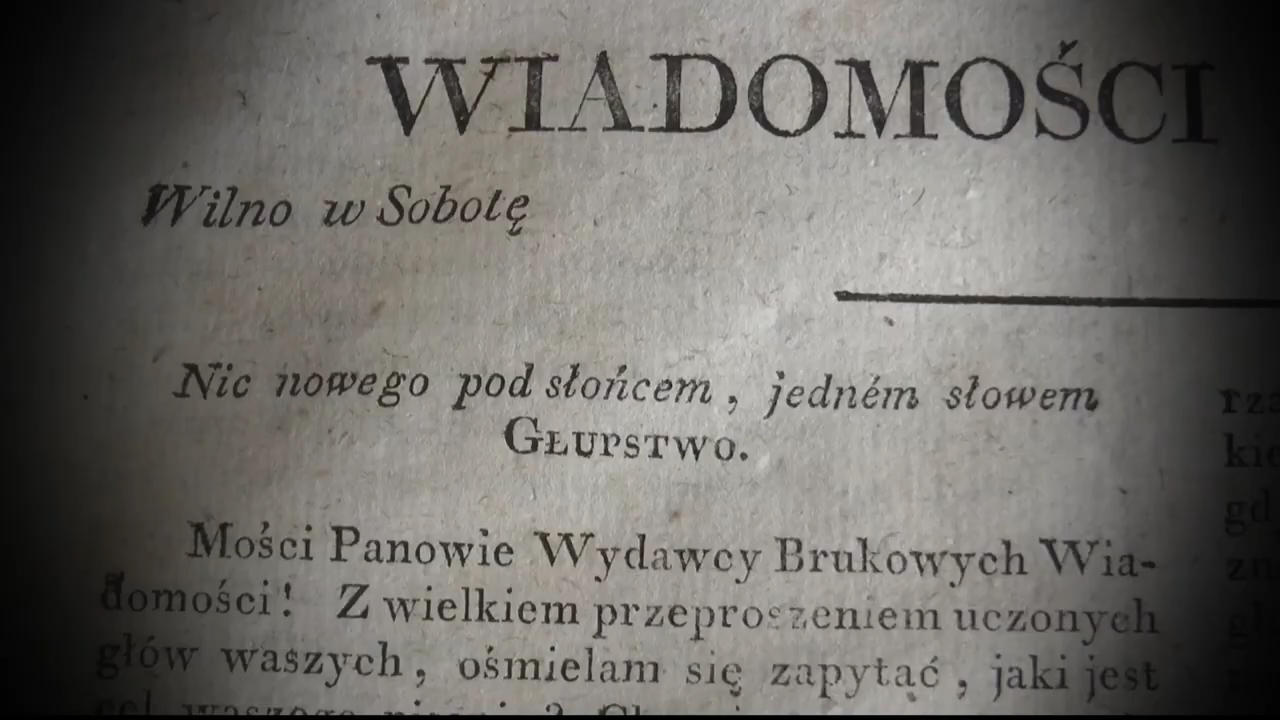 WIADOMOŚCI
Wilno w Sobotę
Nic nowego pod słońcem, jedném słowem
GŁUPSTWO.
Mości Panowie Wydawcy Brukowych Wia-
domości! Z wielkiem przeproszeniem uczonych
głów waszych, ośmielam się zapytać, jaki jest